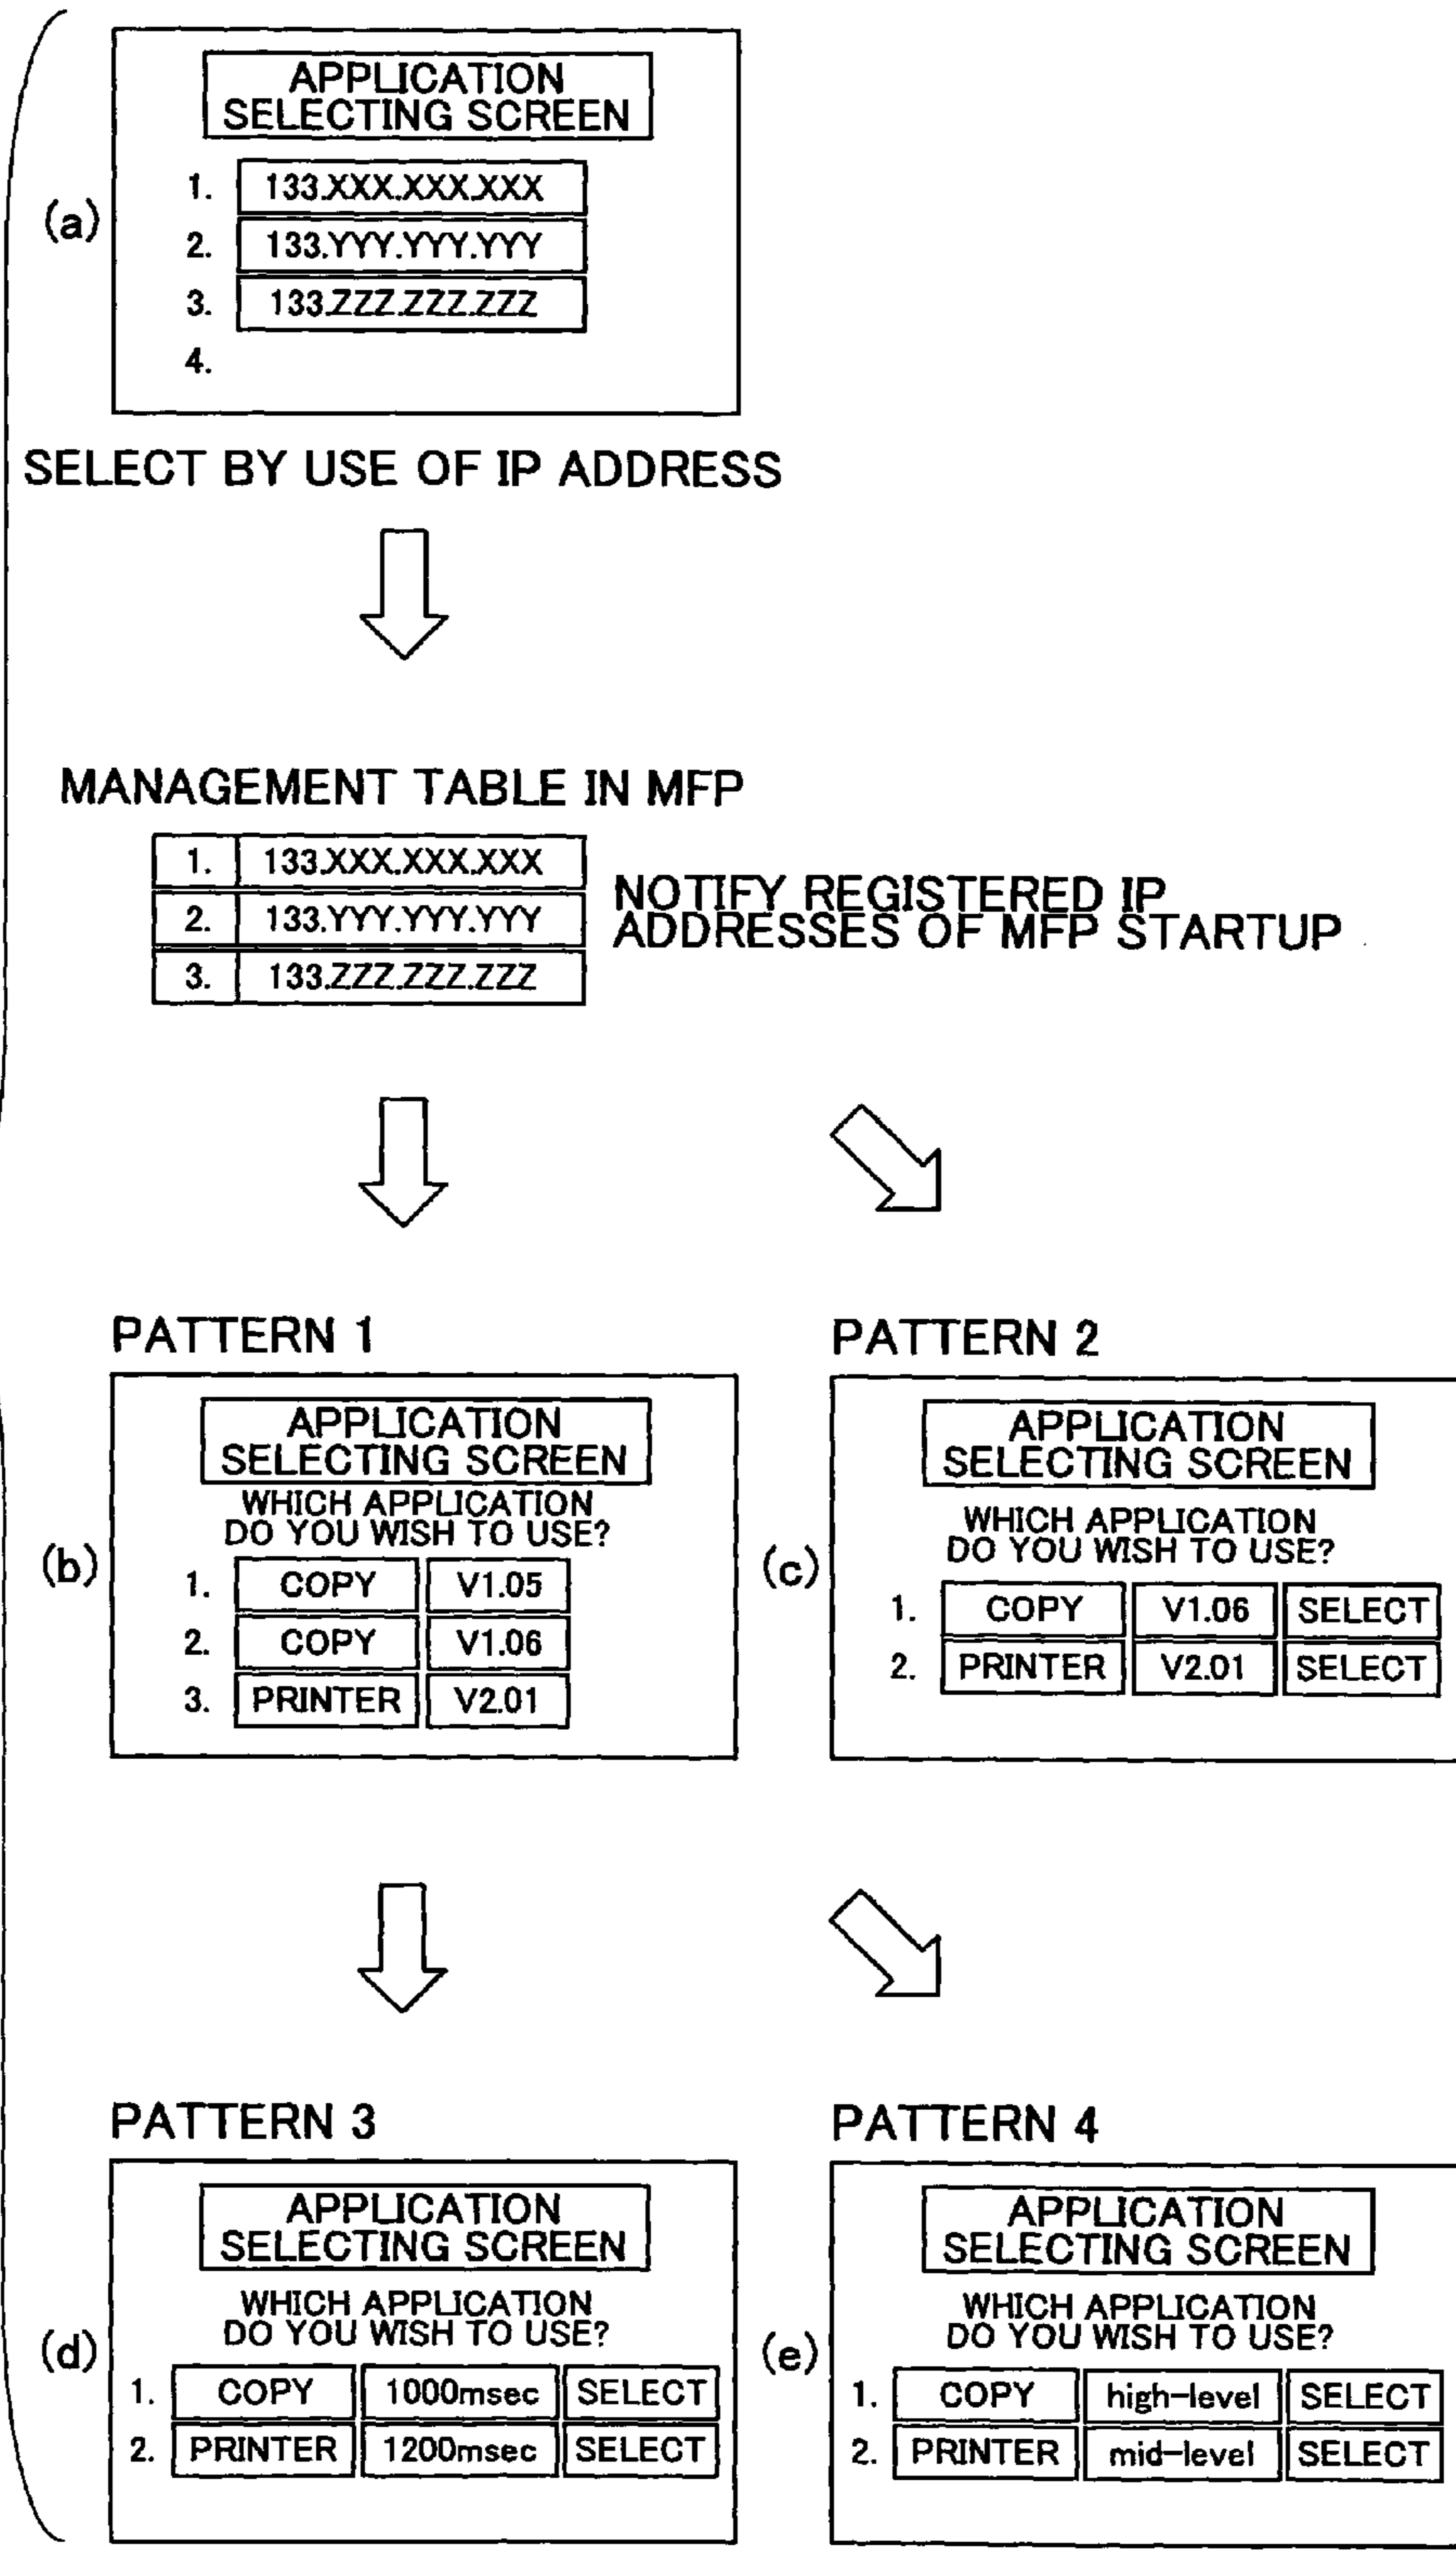 APPLICATION
SELECTING SCREEN
(a)
1. 133.XXX.XXX.XXX
2. 133.YYY.YYY.YYY
3. 133.ZZZ.ZZZ.ZZZ
4.
SELECT BY USE OF IP ADDRESS
MANAGEMENT TABLE IN MFP
1. 133.XXX.XXX.XXX
2. 133.YYY.YYY.YYY
3. 133.ZZZ.ZZZ.ZZZ
NOTIFY REGISTERED IP
ADDRESSES OF MFP STARTUP
PATTERN 1
APPLICATION
SELECTING SCREEN
WHICH APPLICATION
DO YOU WISH TO USE?
(b)
1. COPY V1.05
2. COPY V1.06
3. PRINTER V2.01
PATTERN 2
APPLICATION
SELECTING SCREEN
WHICH APPLICATION
DO YOU WISH TO USE?
(c)
1. COPY V1.06 SELECT
2. PRINTER V2.01 SELECT
PATTERN 3
APPLICATION
SELECTING SCREEN
WHICH APPLICATION
DO YOU WISH TO USE?
(d)
1. COPY 1000msec SELECT
2. PRINTER 1200msec SELECT
PATTERN 4
APPLICATION
SELECTING SCREEN
WHICH APPLICATION
DO YOU WISH TO USE?
(e)
1. COPY high-level SELECT
2. PRINTER mid-level SELECT